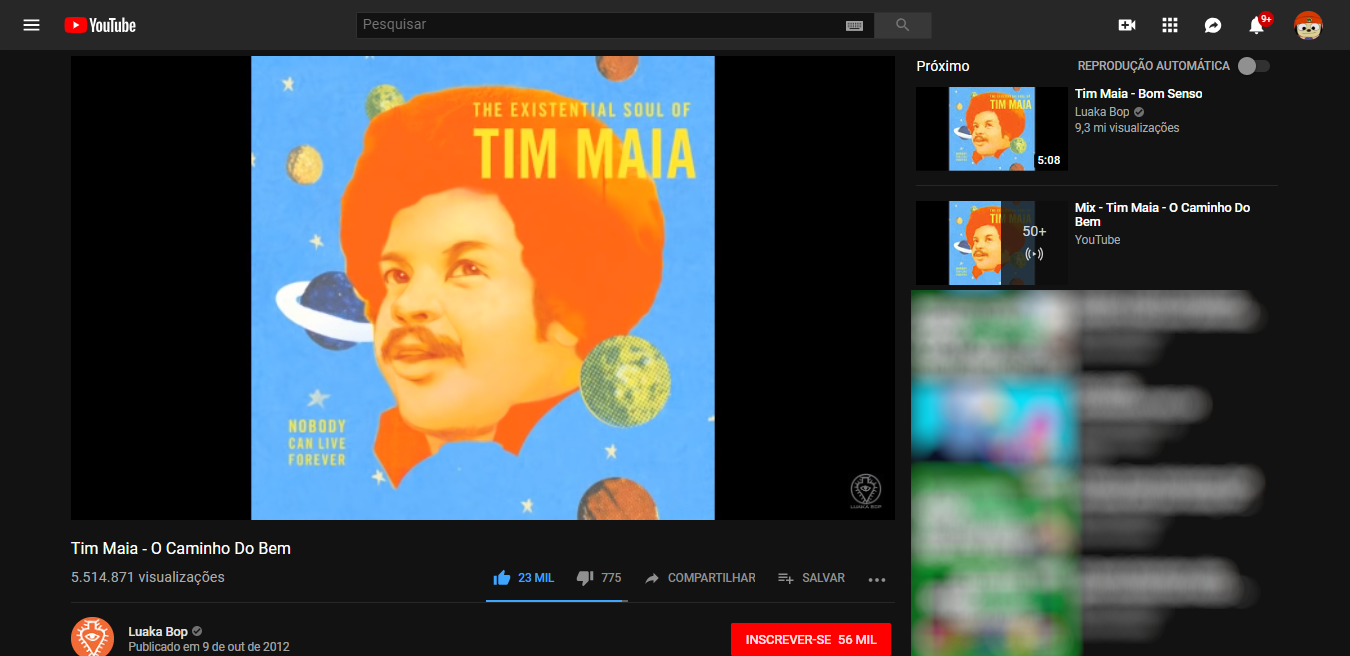 YouTube
Pesquisar
9+
THE EXISTENTIAL SOUL OF
TIM MAIA
NOBODY
CAN LIVE
FOREVER
LUAKA BOP
Tim Maia - O Caminho Do Bem
5.514.871 visualizações
23 MIL
775
COMPARTILHAR
SALVAR
Luaka Bop
Publicado em 9 de out de 2012
INSCREVER-SE 56 MIL
Próximo
REPRODUÇÃO AUTOMÁTICA
TIM MAIA
5:08
Tim Maia - Bom Senso
Luaka Bop
9,3 mi visualizações
50+
Mix - Tim Maia - O Caminho Do
Bem
YouTube